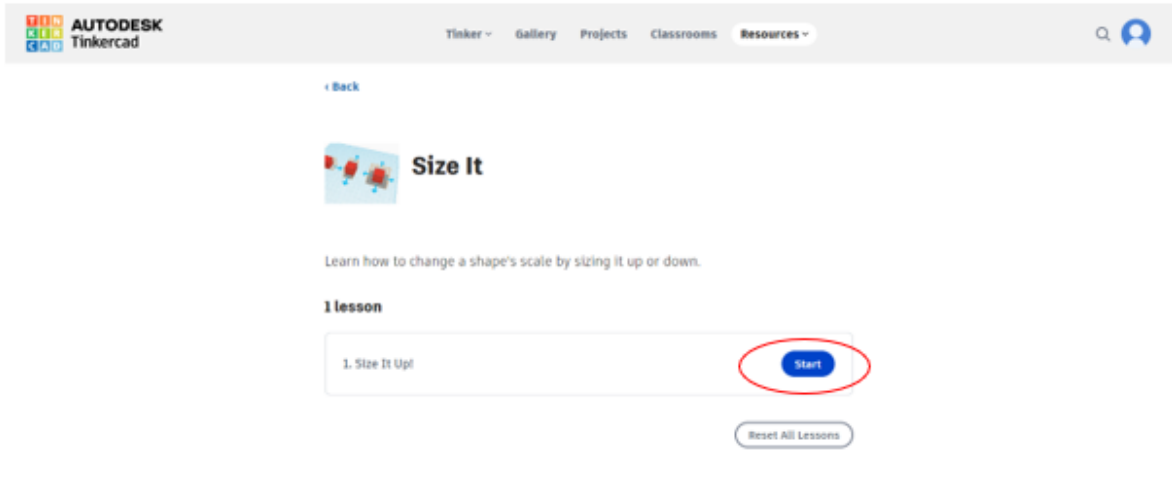 TIN
KER
CAD
AUTODESK
Tinkercad
Tinker Gallery Projects Classrooms Resources
‹ Back
Size It
Learn how to change a shape's scale by sizing it up or down.
1 lesson
1. Size It Up!
Start
Reset All Lessons